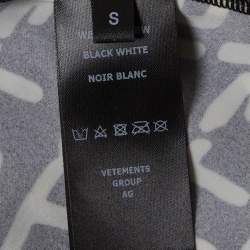 S
BLACK WHITE
NOIR BLANC
VETEMENTS
GROUP
AG